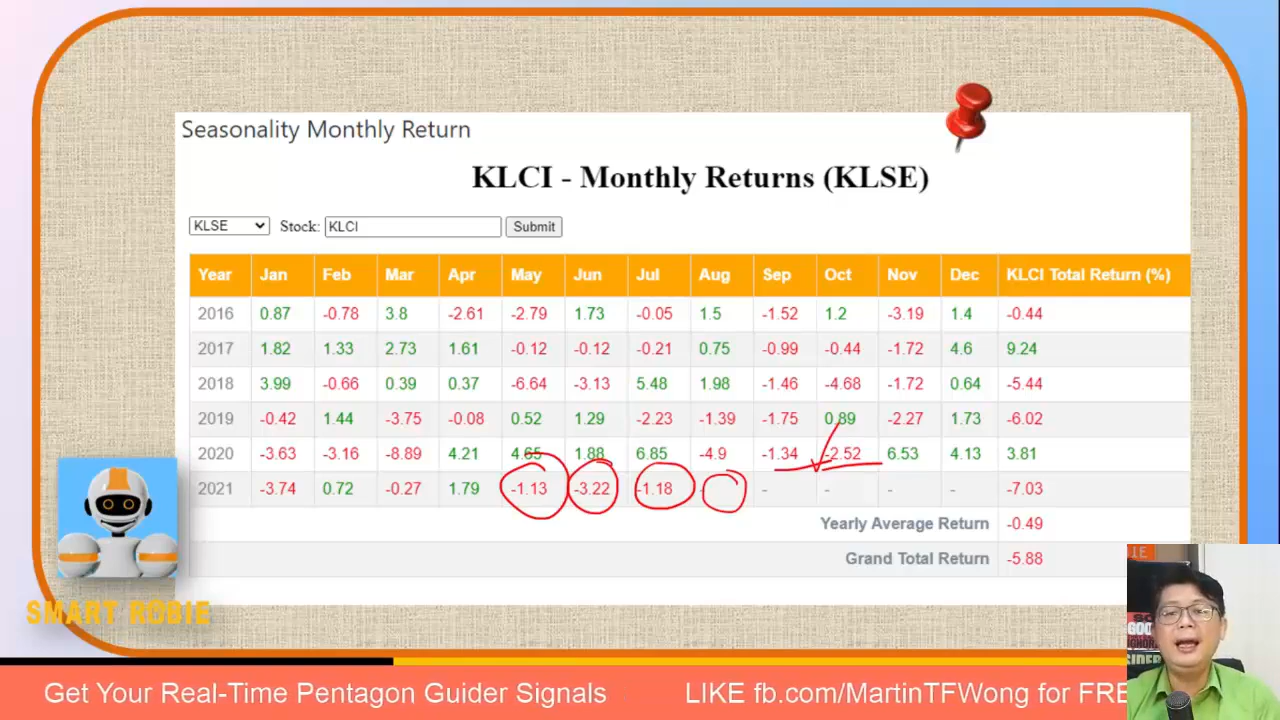 Seasonality Monthly Return
KLCI - Monthly Returns (KLSE)
KLSE Stock: KLCI Submit
Year Jan Feb Mar Apr May Jun Jul Aug Sep Oct Nov Dec KLCI Total Return (%)
2016 0.87 -0.78 3.8 -2.61 -2.79 1.73 -0.05 1.5 -1.52 1.2 -3.19 1.4 -0.44
2017 1.82 1.33 2.73 1.61 -0.12 -0.12 -0.21 0.75 -0.99 -0.44 -1.72 4.6 9.24
2018 3.99 -0.66 0.39 0.37 -6.64 -3.13 5.48 1.98 -1.46 -4.68 -1.72 0.64 -5.44
2019 -0.42 1.44 -3.75 -0.08 0.52 1.29 -2.23 -1.39 -1.75 0.89 -2.27 1.73 -6.02
2020 -3.63 -3.16 -8.89 4.21 4.65 1.88 6.85 -4.9 -1.34 -2.52 6.53 4.13 3.81
2021 -3.74 0.72 -0.27 1.79 -1.13 -3.22 -1.18 - - - - - -7.03
Yearly Average Return -0.49
Grand Total Return -5.88
SMART ROBIE
Get Your Real-Time Pentagon Guider Signals LIKE fb.com/MartinTFWong for FRE